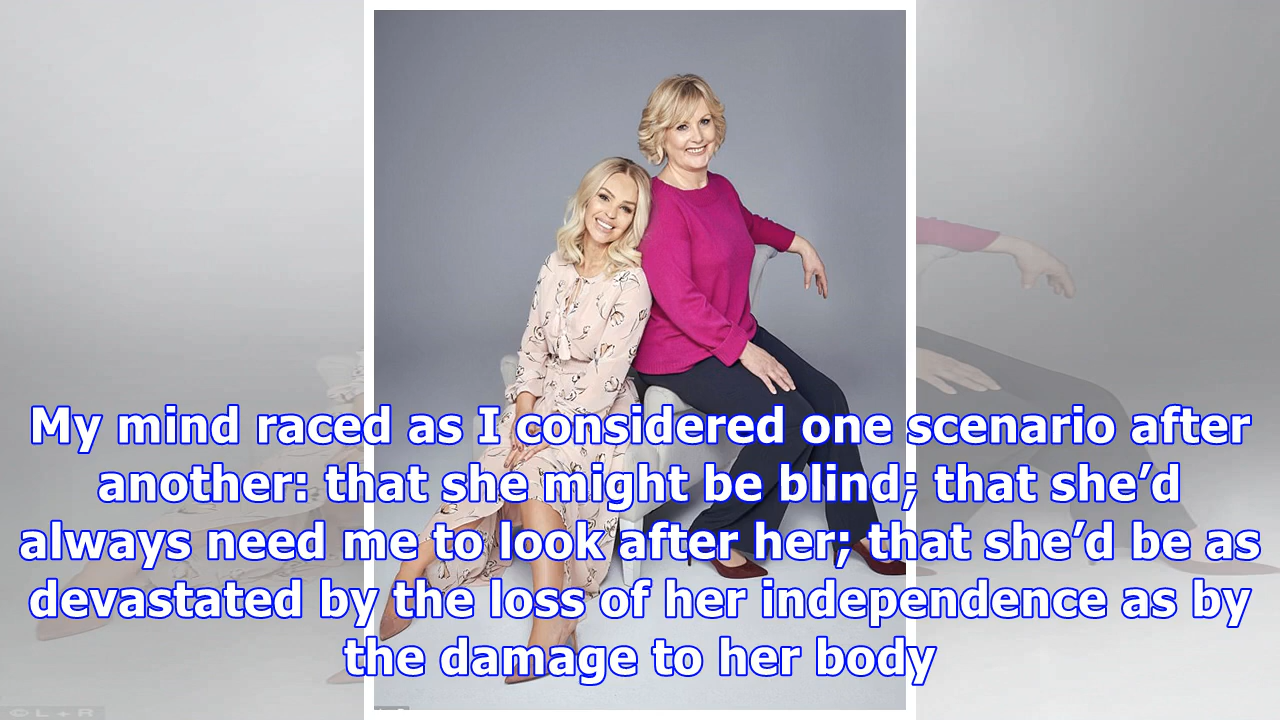 My mind raced as I considered one scenario after
another: that she might be blind; that she’d
always need me to look after her; that she’d be as
devastated by the loss of her independence as by
the damage to her body